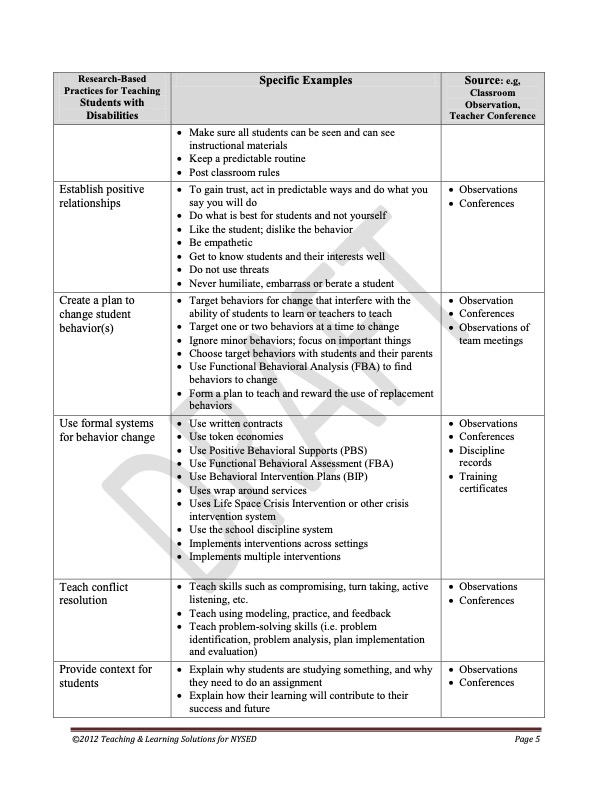 Research-Based
Practices for Teaching
Students with
Disabilities
Specific Examples
Source: e.g,
Classroom
Observation,
Teacher Conference
• Make sure all students can be seen and can see
instructional materials
• Keep a predictable routine
• Post classroom rules
Establish positive
relationships
• To gain trust, act in predictable ways and do what you
say you will do
• Do what is best for students and not yourself
• Like the student; dislike the behavior
• Be empathetic
• Get to know students and their interests well
• Do not use threats
• Never humiliate, embarrass or berate a student
• Observations
• Conferences
Create a plan to
change student
behavior(s)
• Target behaviors for change that interfere with the
ability of students to learn or teachers to teach
• Target one or two behaviors at a time to change
• Ignore minor behaviors; focus on important things
• Choose target behaviors with students and their parents
• Use Functional Behavioral Analysis (FBA) to find
behaviors to change
• Form a plan to teach and reward the use of replacement
behaviors
• Observation
• Conferences
• Observations of
team meetings
Use formal systems
for behavior change
• Use written contracts
• Use token economies
• Use Positive Behavioral Supports (PBS)
• Use Functional Behavioral Assessment (FBA)
• Use Behavioral Intervention Plans (BIP)
• Uses wrap around services
• Uses Life Space Crisis Intervention or other crisis
intervention system
• Use the school discipline system
• Implements interventions across settings
• Implements multiple interventions
• Observations
• Conferences
• Discipline
records
• Training
certificates
Teach conflict
resolution
• Teach skills such as compromising, turn taking, active
listening, etc.
• Teach using modeling, practice, and feedback
• Teach problem-solving skills (i.e. problem
identification, problem analysis, plan implementation
and evaluation)
• Observations
• Conferences
Provide context for
students
• Explain why students are studying something, and why
they need to do an assignment
• Explain how their learning will contribute to their
success and future
• Observations
• Conferences
DRAFT
©2012 Teaching & Learning Solutions for NYSED
Page 5